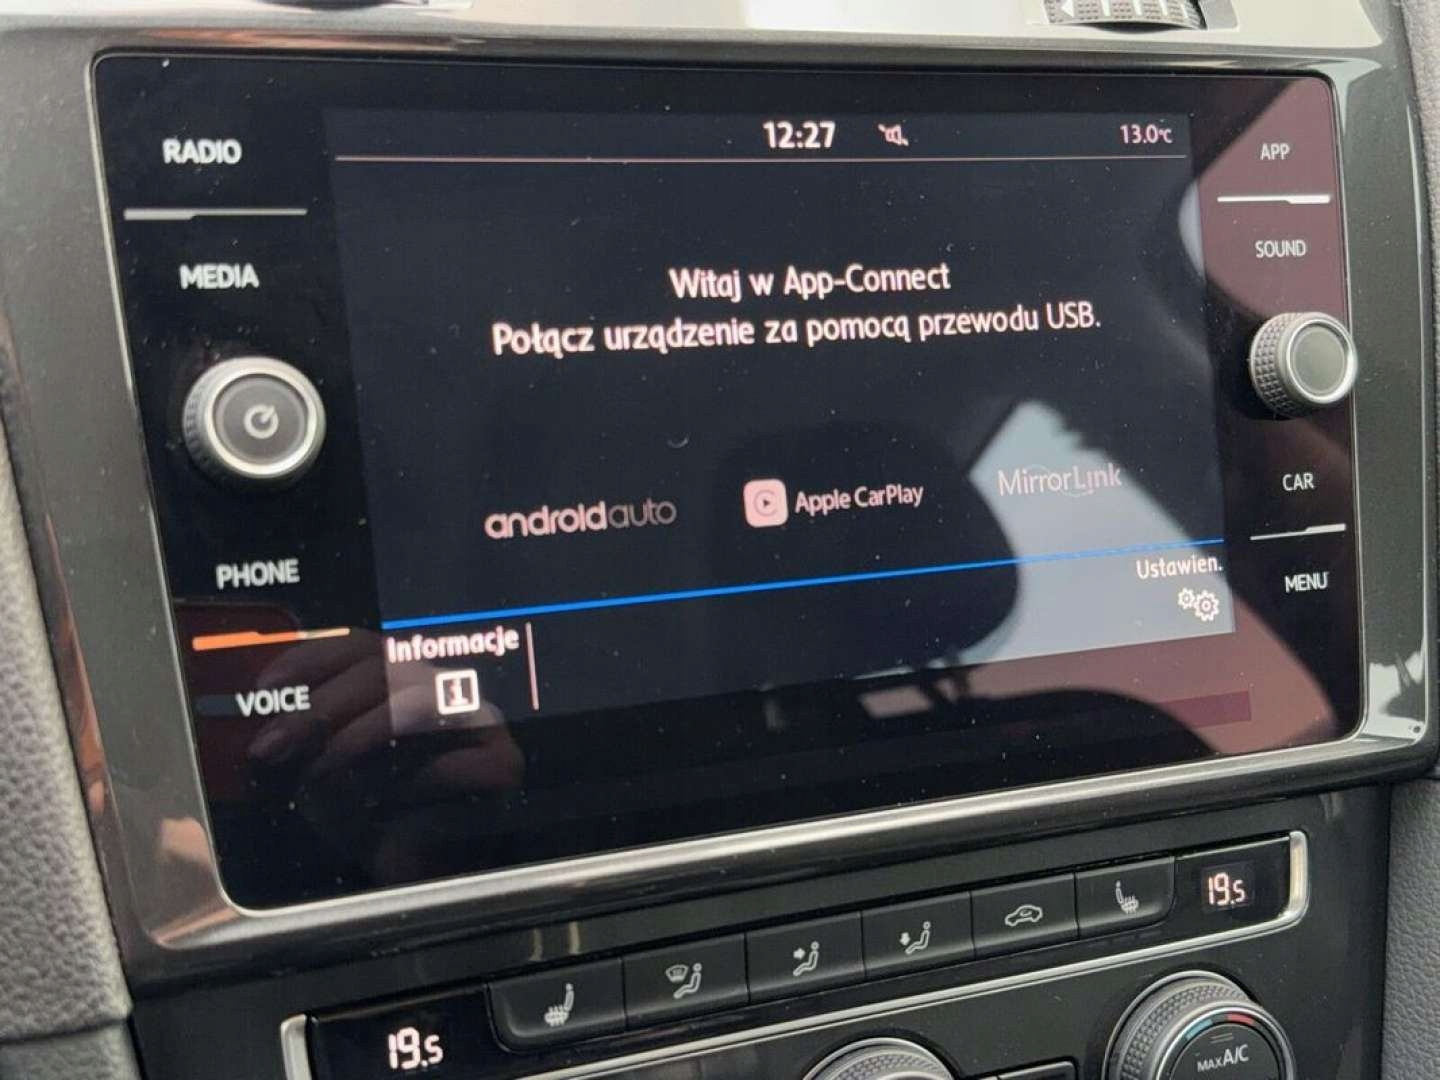 RADIO
12:27
13.0°C
APP
MEDIA
SOUND
Witaj w App-Connect
Połącz urządzenie za pomocą przewodu USB.
androidauto
Apple CarPlay
MirrorLink
CAR
PHONE
Ustawien.
MENU
Informacje
i
VOICE
19.5
19.5
MAX A/C